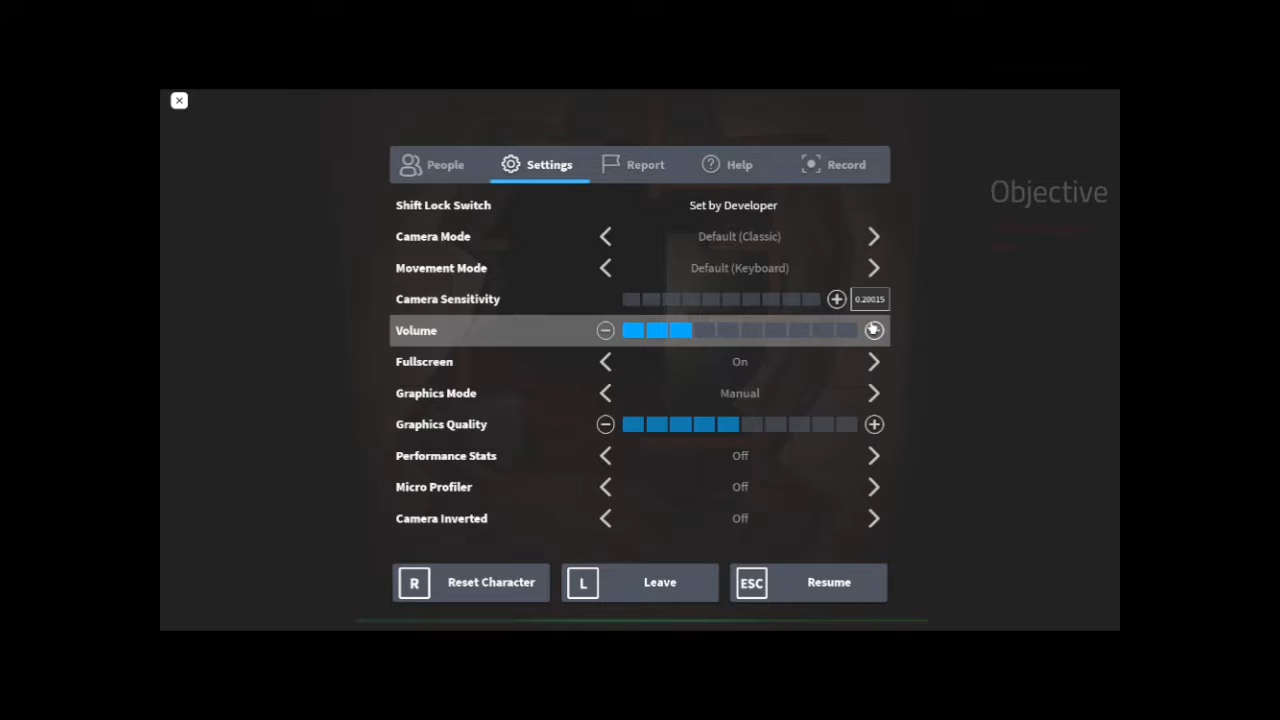 People Settings Report Help Record
Shift Lock Switch Set by Developer
Objective
Camera Mode Default (Classic)
Movement Mode Default (Keyboard)
Camera Sensitivity 0.20015
Volume
Fullscreen On
Graphics Mode Manual
Graphics Quality
Performance Stats Off
Micro Profiler Off
Camera Inverted Off
R Reset Character L Leave ESC Resume